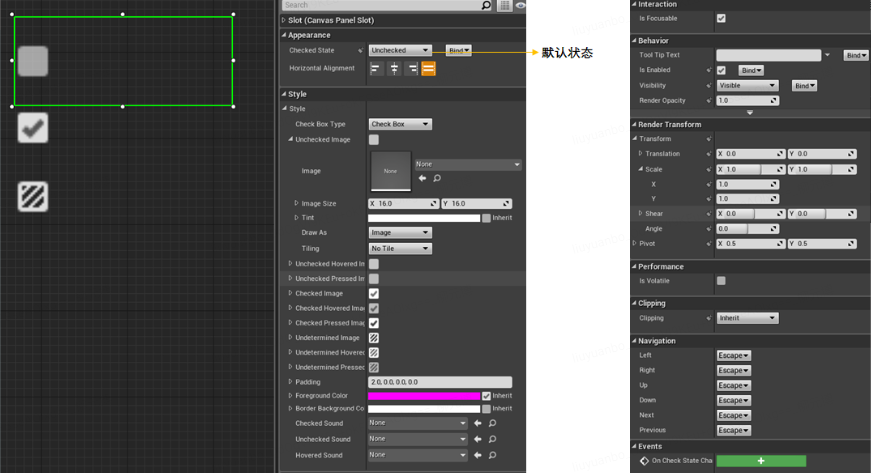 Search
Slot (Canvas Panel Slot)
Appearance
Checked State Unchecked Bind
默认状态
Horizontal Alignment
Style
Style
Check Box Type Check Box
Unchecked Image
Image None None
Image Size X 16.0 Y 16.0
Tint Inherit
Draw As Image
Tiling No Tile
Unchecked Hovered Im
Unchecked Pressed Im
Checked Image
Checked Hovered Imag
Checked Pressed Imag
Undetermined Image
Undetermined Hovered
Undetermined Pressed
Padding 2.0, 0.0, 0.0, 0.0
Foreground Color Inherit
Border Background Co Inherit
Checked Sound None
Unchecked Sound None
Hovered Sound None
Interaction
Is Focusable
Behavior
Tool Tip Text Bind
Is Enabled Bind
Visibility Visible Bind
Render Opacity 1.0
Render Transform
Transform
Translation X 0.0 Y 0.0
Scale X 1.0 Y 1.0
X 1.0
Y 1.0
Shear X 0.0 Y 0.0
Angle 0.0
Pivot X 0.5 Y 0.5
Performance
Is Volatile
Clipping
Clipping Inherit
Navigation
Left Escape
Right Escape
Up Escape
Down Escape
Next Escape
Previous Escape
Events
On Check State Cha